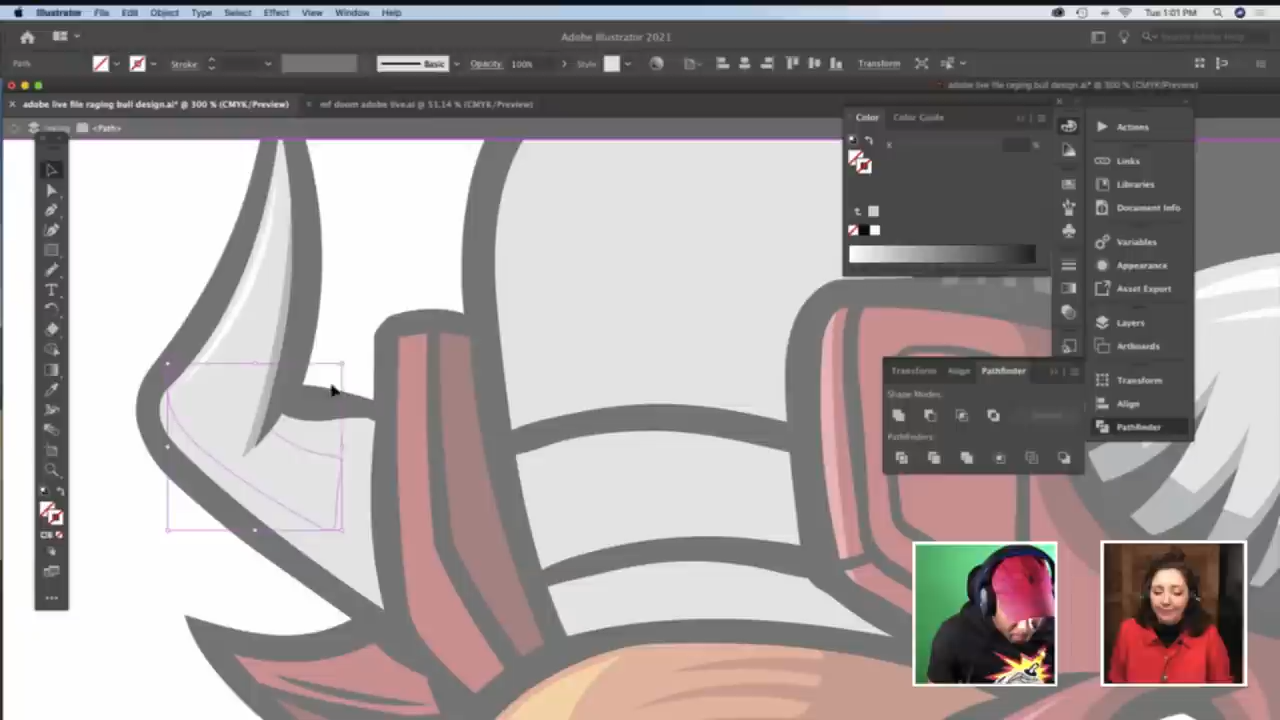 Illustrator File Edit Object Type Select Effect View Window Help Tue 1:01 PM
Adobe Illustrator 2021 Search Adobe Help
Path Stroke: Basic Opacity: 100% Style: Transform
adobe live file raging bull design.ai* @ 300 % (CMYK/Preview)
× adobe live file raging bull design.ai* @ 300 % (CMYK/Preview) × mf doom adobe live.ai @ 51.14 % (CMYK/Preview)
<Path>
Color Color Guide
K %
Actions
Links
Libraries
Document Info
Variables
Appearance
Asset Export
Layers
Artboards
Transform
Align
Pathfinder
Transform Align Pathfinder
Shape Modes:
Pathfinders: